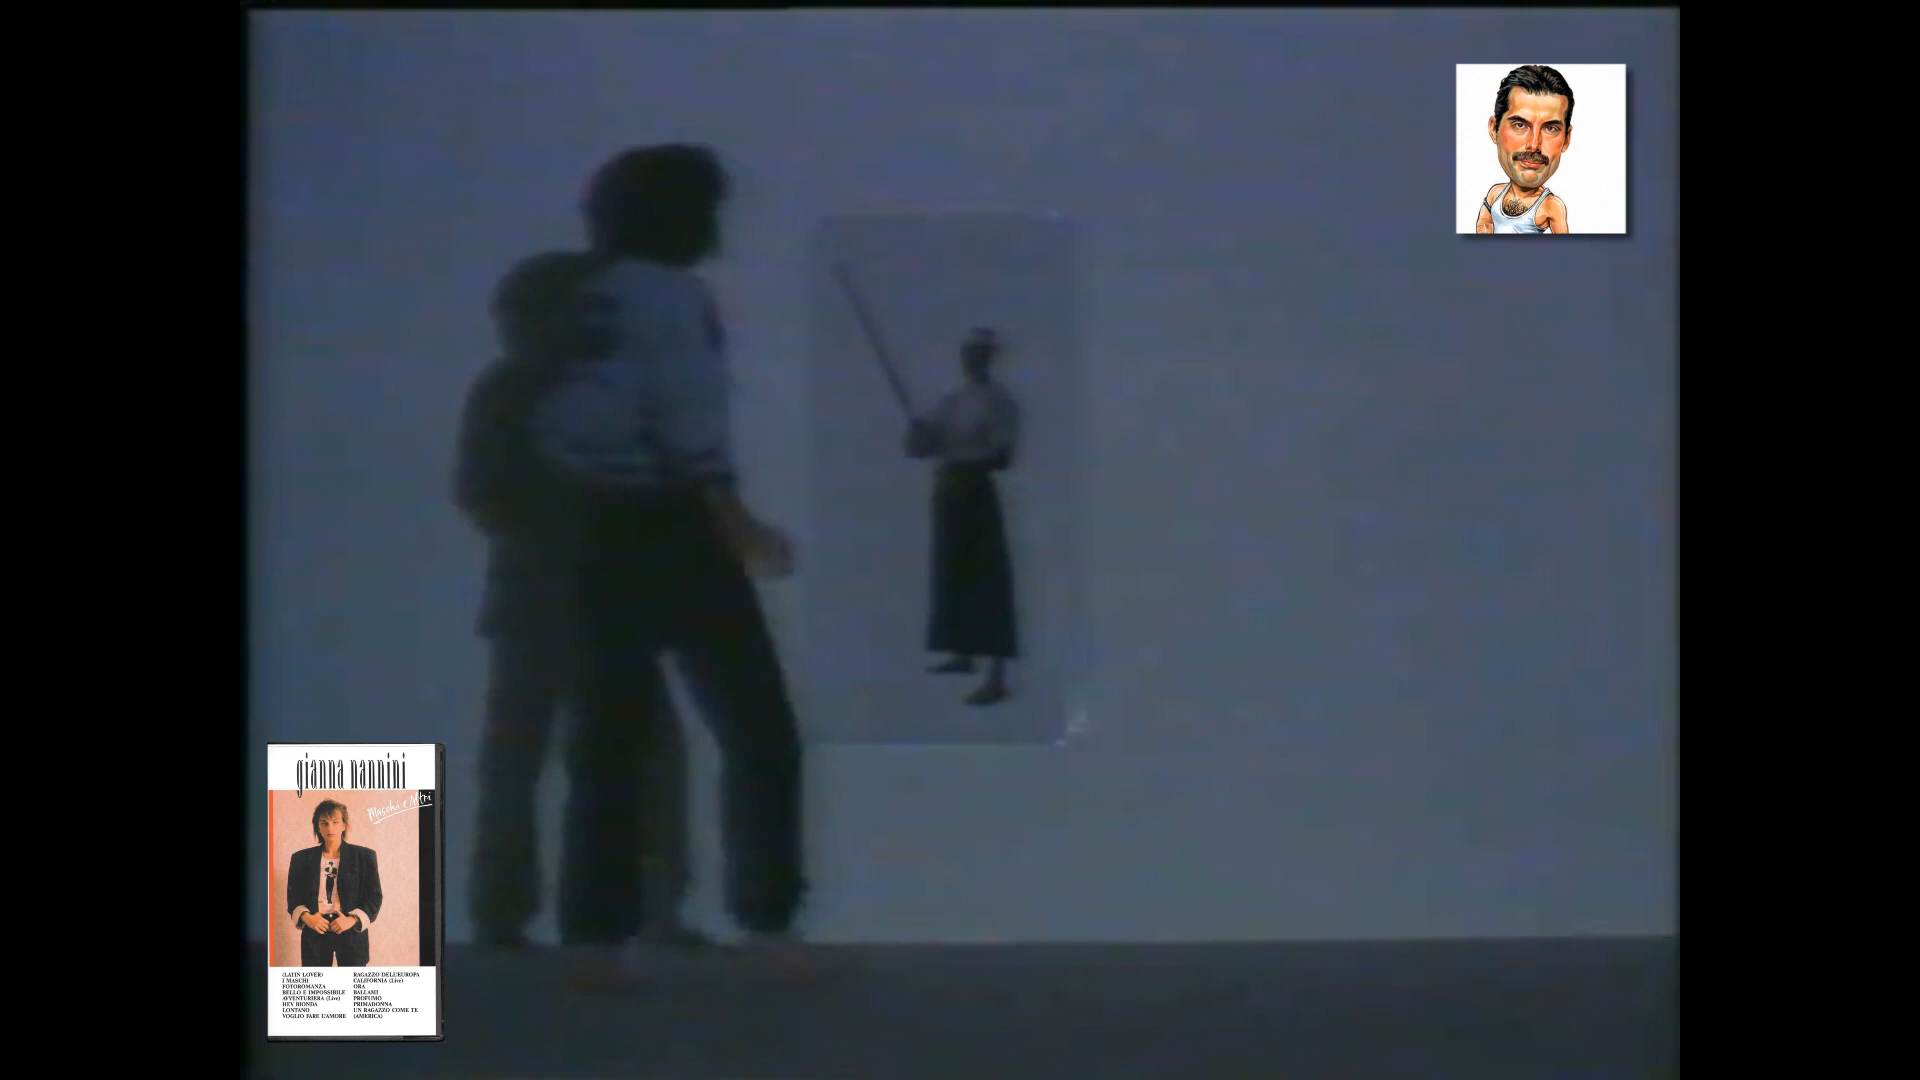 gianna nannini
Maschi e Altri
(LATIN LOVER)
I MASCHI
FOTOROMANZA
BELLO E IMPOSSIBILE
AVVENTURIERA (Live)
HEY BIONDA
LONTANO
VOGLIO FARE L'AMORE
RAGAZZO DELL'EUROPA
CALIFORNIA (Live)
ORA
BALLAMI
PROFUMO
PRIMADONNA
UN RAGAZZO COME TE
(AMERICA)